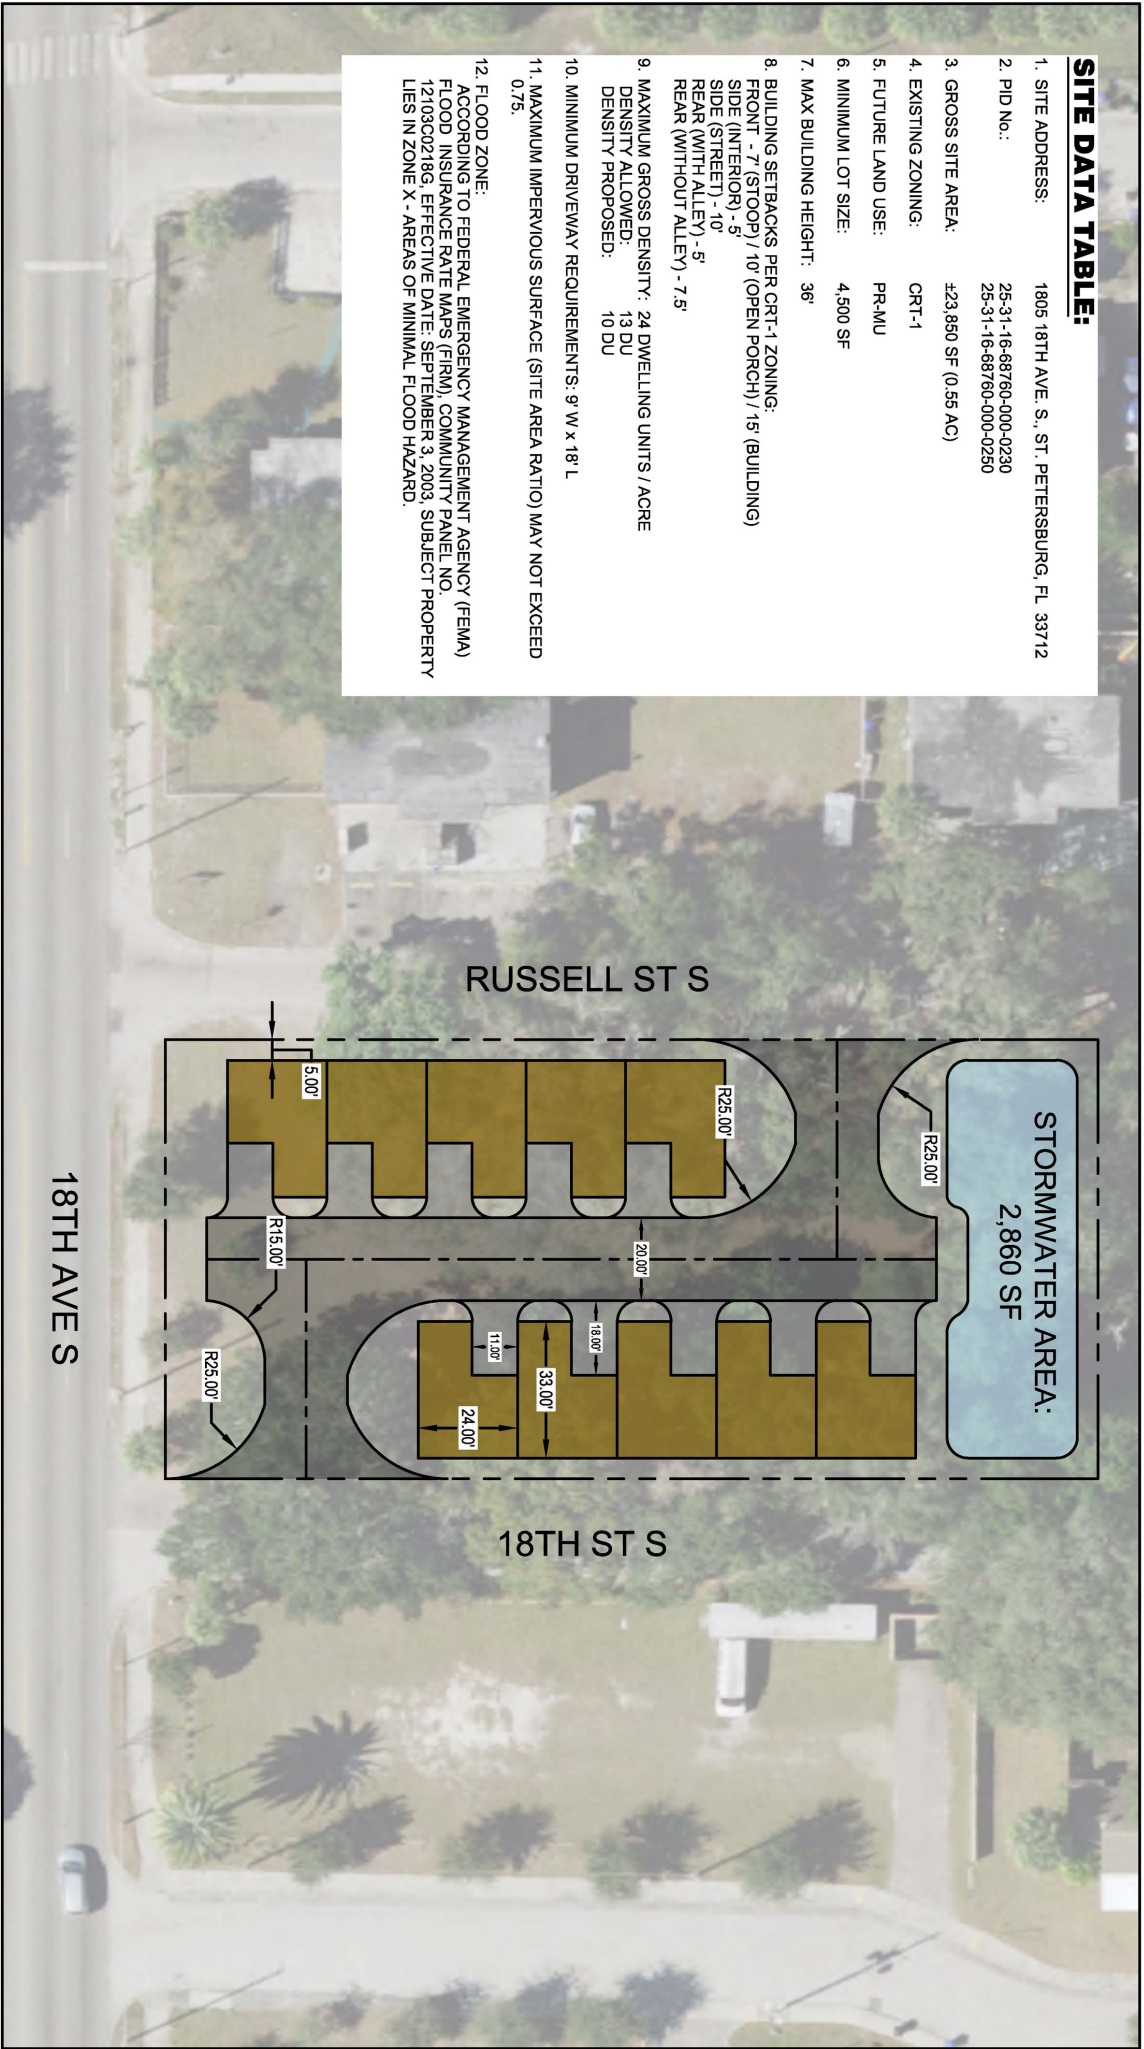 SITE DATA TABLE:
1. SITE ADDRESS: 1805 18TH AVE. S., ST. PETERSBURG, FL 33712
2. PID No.: 25-31-16-68760-000-0230
25-31-16-68760-000-0250
3. GROSS SITE AREA: ±23,850 SF (0.55 AC)
4. EXISTING ZONING: CRT-1
5. FUTURE LAND USE: PR-MU
6. MINIMUM LOT SIZE: 4,500 SF
7. MAX BUILDING HEIGHT: 36'
8. BUILDING SETBACKS PER CRT-1 ZONING:
FRONT - 7' (STOOP) / 10' (OPEN PORCH) / 15' (BUILDING)
SIDE (INTERIOR) - 5'
SIDE (STREET) - 10'
REAR (WITH ALLEY) - 5'
REAR (WITHOUT ALLEY) - 7.5'
9. MAXIMUM GROSS DENSITY: 24 DWELLING UNITS / ACRE
DENSITY ALLOWED: 13 DU
DENSITY PROPOSED: 10 DU
10. MINIMUM DRIVEWAY REQUIREMENTS: 9' W x 18' L
11. MAXIMUM IMPERVIOUS SURFACE (SITE AREA RATIO) MAY NOT EXCEED
0.75.
12. FLOOD ZONE:
ACCORDING TO FEDERAL EMERGENCY MANAGEMENT AGENCY (FEMA)
FLOOD INSURANCE RATE MAPS (FIRM), COMMUNITY PANEL NO.
12103C0218G, EFFECTIVE DATE: SEPTEMBER 3, 2003, SUBJECT PROPERTY
LIES IN ZONE X - AREAS OF MINIMAL FLOOD HAZARD.
RUSSELL ST S
STORMWATER AREA:
2,860 SF
R25.00'
R25.00'
5.00'
20.00'
R15.00'
18.00'
11.00'
33.00'
24.00'
R25.00'
18TH ST S
18TH AVE S